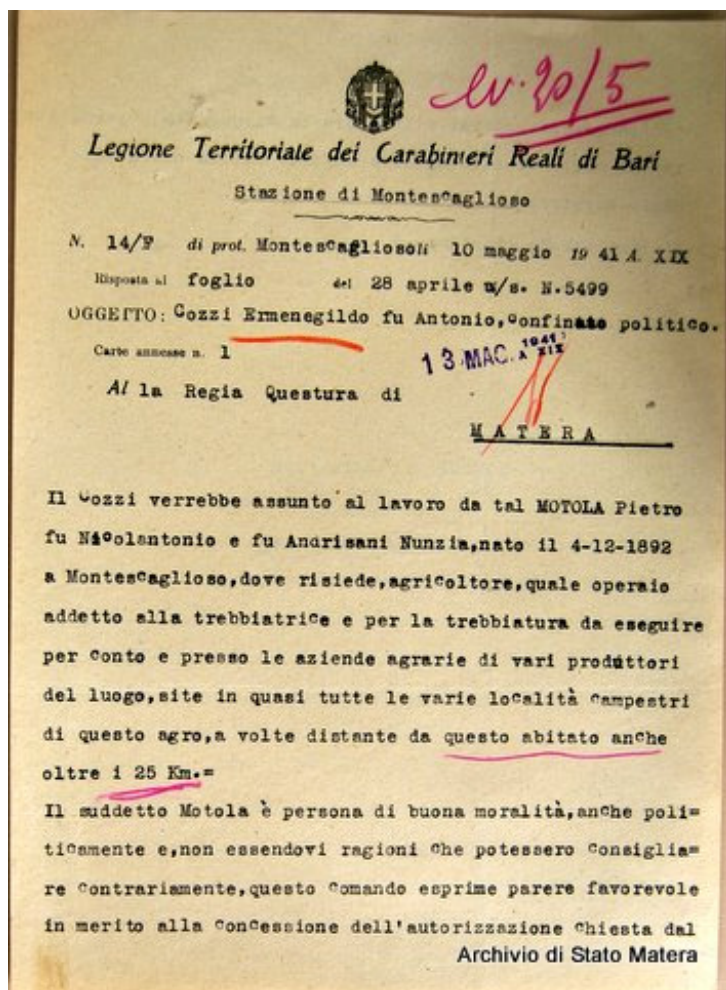 ev. 20/5
Legione Territoriale dei Carabinieri Reali di Bari
Stazione di Montescaglioso
N. 14/F di prot. Montescaglioso li 10 maggio 19 41 A. XIX
Risposta al foglio del 28 aprile u/s. N.5499
OGGETTO: Cozzi Ermenegildo fu Antonio,confinato politico.
Carte annesse n. 1
13 MAG. 1941 A XIX
Al la Regia Questura di
MATERA
Il Cozzi verrebbe assunto al lavoro da tal MOTOLA Pietro
fu Nicolantonio e fu Andrisani Nunzia,nato il 4-12-1892
a Montescaglioso,dove risiede,agricoltore,quale operaio
addetto alla trebbiatrice e per la trebbiatura da eseguire
per conto e presso le aziende agrarie di vari produttori
del luogo,site in quasi tutte le varie località campestri
di questo agro,a volte distante da questo abitato anche
oltre i 25 Km.=
Il suddetto Motola è persona di buona moralità,anche poli=
ticamente e,non essendovi ragioni che potessero consiglia=
re contrariamente,questo comando esprime parere favorevole
in merito alla concessione dell'autorizzazione chiesta dal
Archivio di Stato Matera